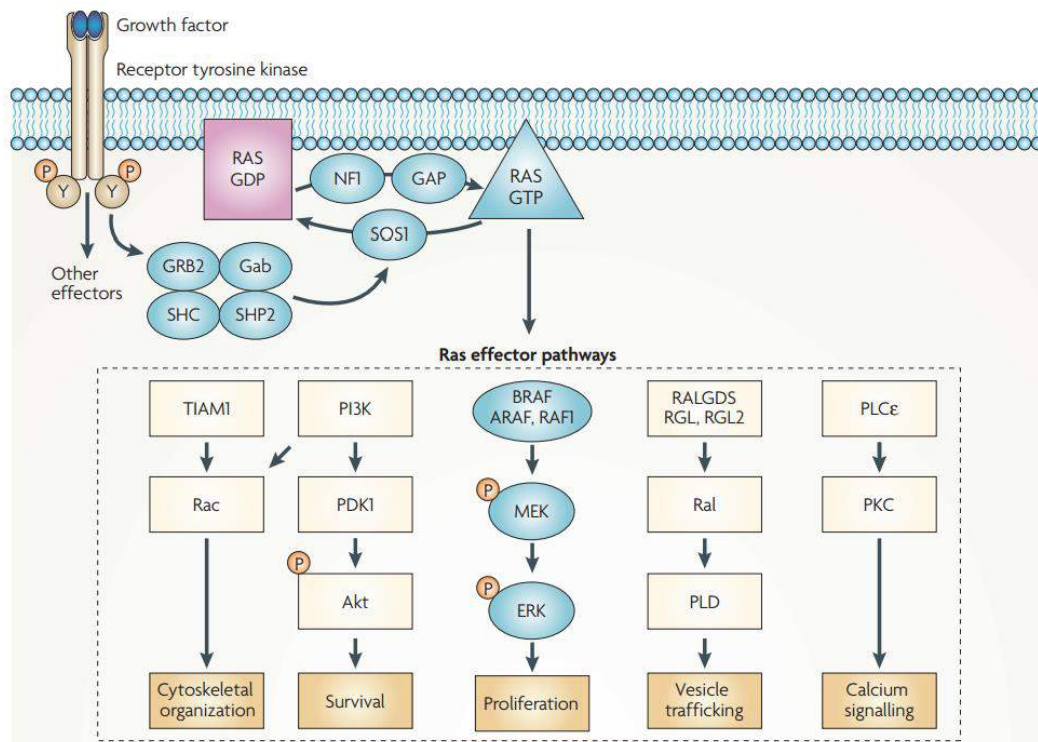 Growth factor
Receptor tyrosine kinase
P
P
Y
Y
RAS
GDP
NF1
GAP
RAS
GTP
SOS1
Other
effectors
GRB2
Gab
SHC
SHP2
Ras effector pathways
TIAM1
PI3K
BRAF
ARAF, RAF1
RALGDS
RGL, RGL2
PLCε
Rac
PDK1
P
MEK
Ral
PKC
P
Akt
P
ERK
PLD
Cytoskeletal
organization
Survival
Proliferation
Vesicle
trafficking
Calcium
signalling